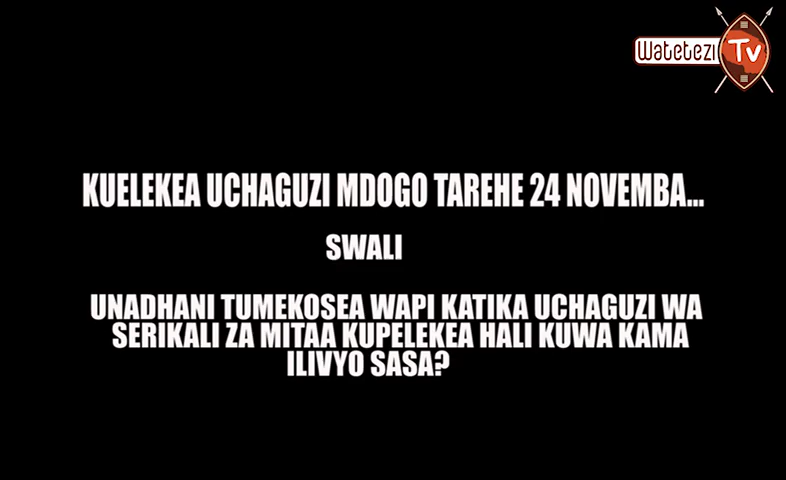 Watetezi Tv
KUELEKEA UCHAGUZI MDOGO TAREHE 24 NOVEMBA...
SWALI
UNADHANI TUMEKOSEA WAPI KATIKA UCHAGUZI WA
SERIKALI ZA MITAA KUPELEKEA HALI KUWA KAMA
ILIVYO SASA?